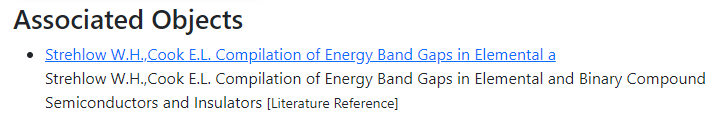 Associated Objects
Strehlow W.H.,Cook E.L. Compilation of Energy Band Gaps in Elemental a
Strehlow W.H.,Cook E.L. Compilation of Energy Band Gaps in Elemental and Binary Compound
Semiconductors and Insulators [Literature Reference]